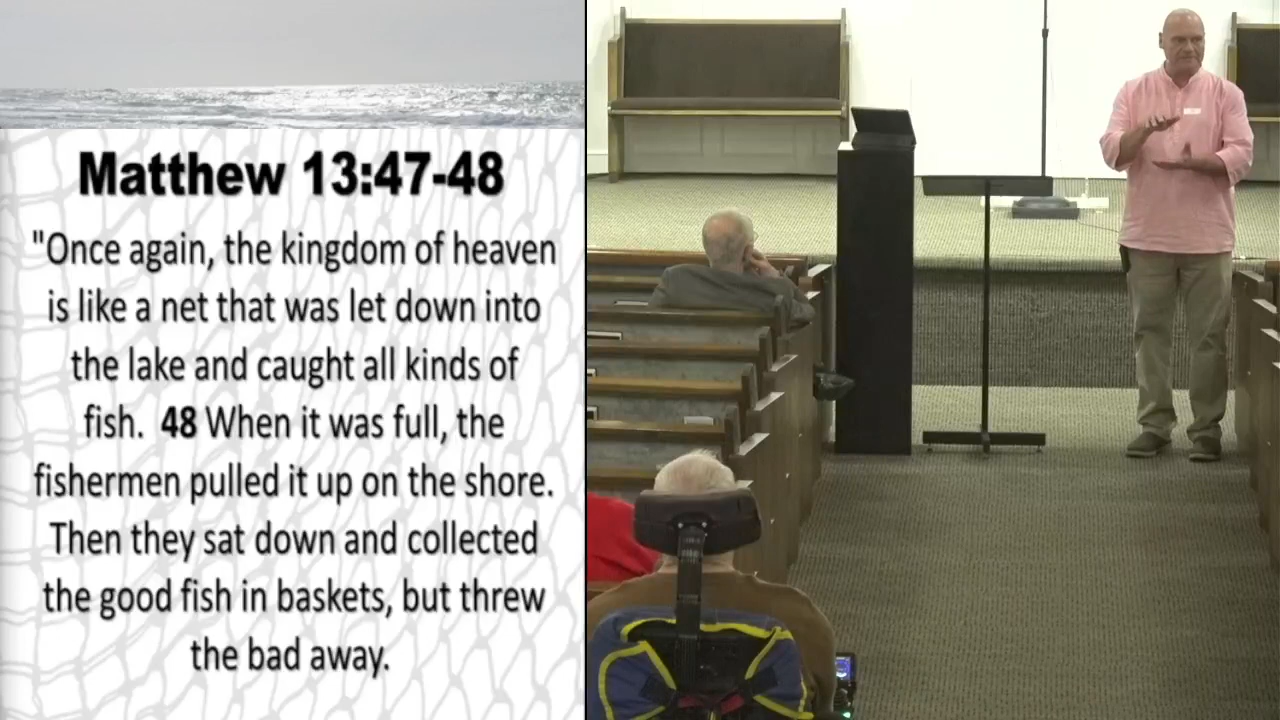 Matthew 13:47-48
"Once again, the kingdom of heaven
is like a net that was let down into
the lake and caught all kinds of
fish. 48 When it was full, the
fishermen pulled it up on the shore.
Then they sat down and collected
the good fish in baskets, but threw
the bad away.